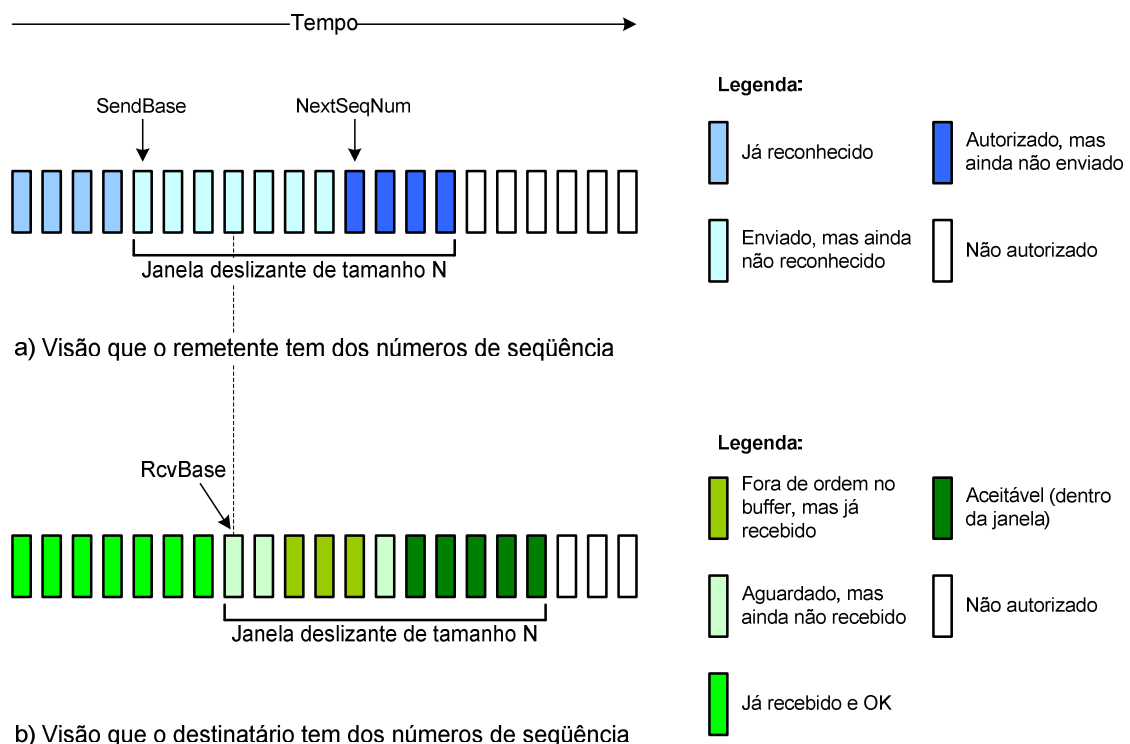 Tempo
SendBase
NextSeqNum
Janela deslizante de tamanho N
a) Visão que o remetente tem dos números de seqüência
Legenda:
Já reconhecido
Autorizado, mas
ainda não enviado
Enviado, mas ainda
não reconhecido
Não autorizado
RcvBase
Janela deslizante de tamanho N
b) Visão que o destinatário tem dos números de seqüência
Legenda:
Fora de ordem no
buffer, mas já
recebido
Aceitável (dentro
da janela)
Aguardado, mas
ainda não recebido
Não autorizado
Já recebido e OK